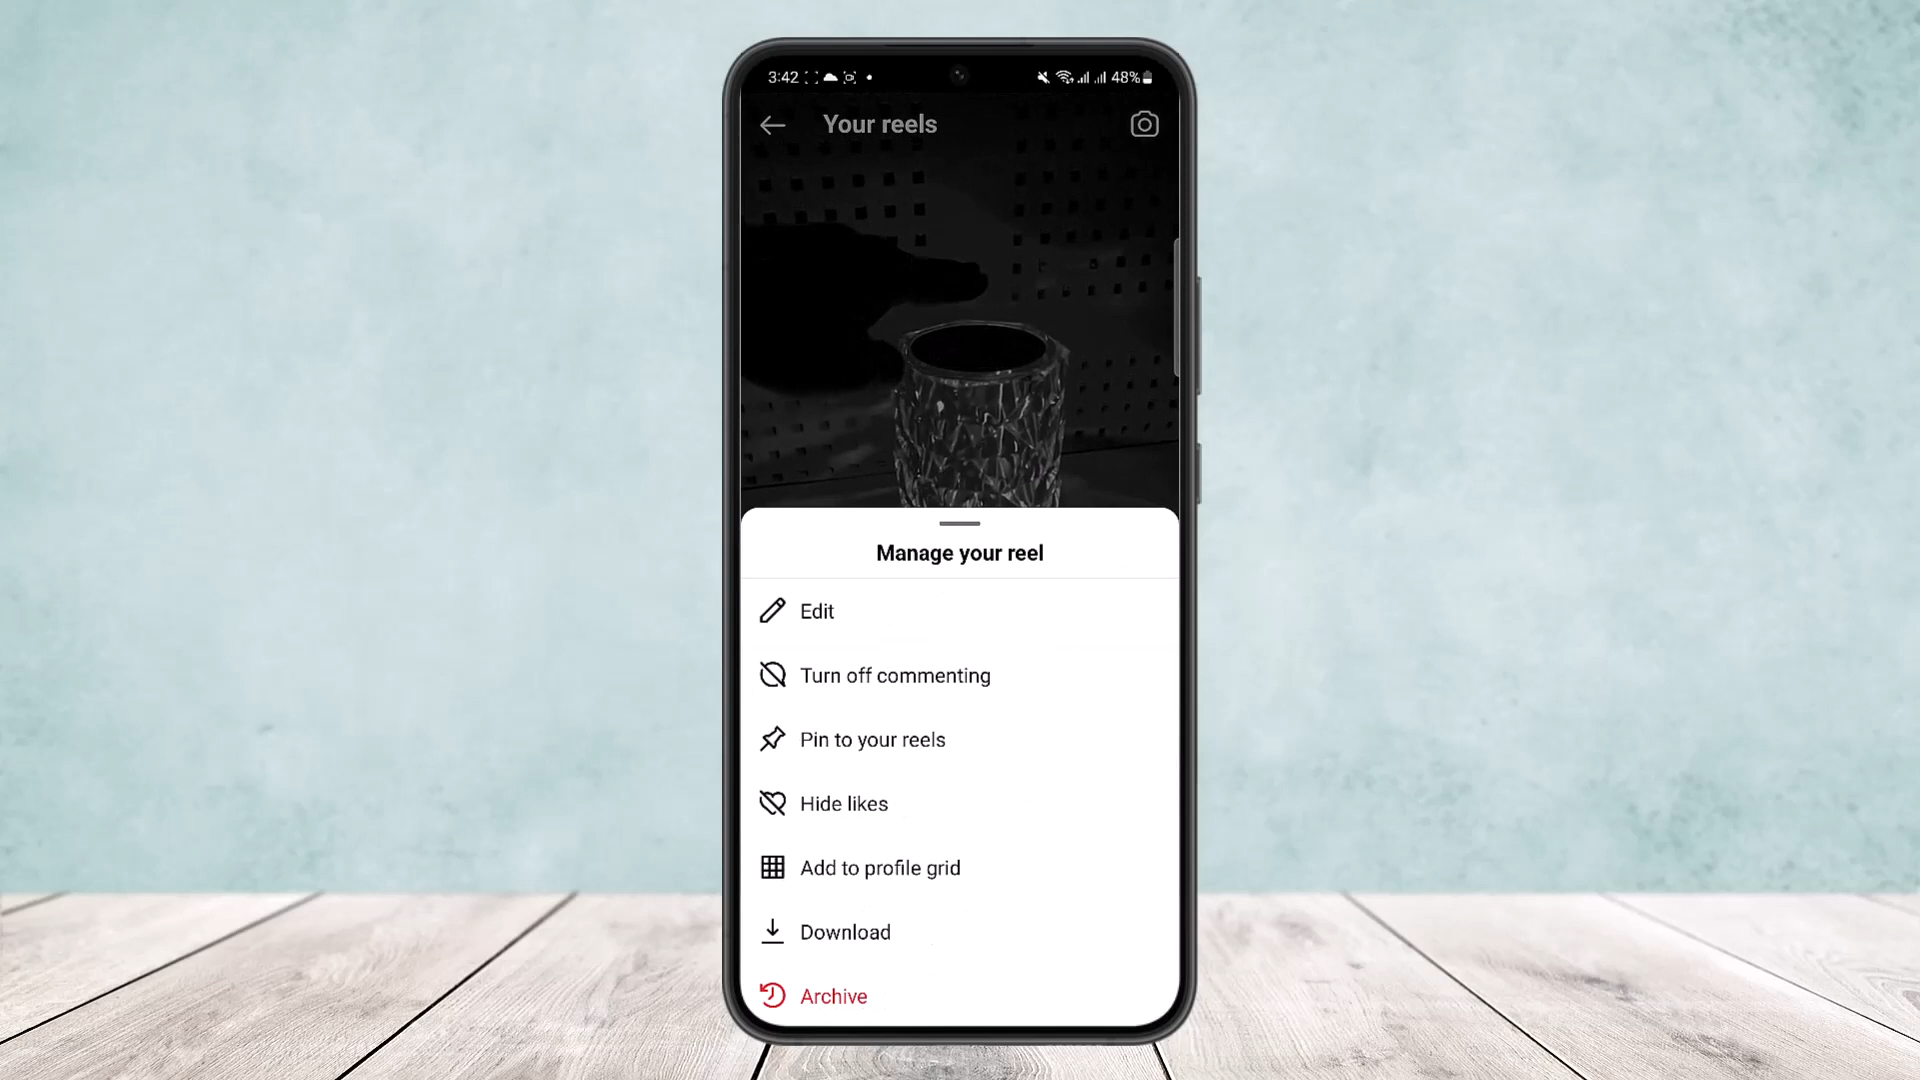 3:42 48%
Your reels
Manage your reel
Edit
Turn off commenting
Pin to your reels
Hide likes
Add to profile grid
Download
Archive